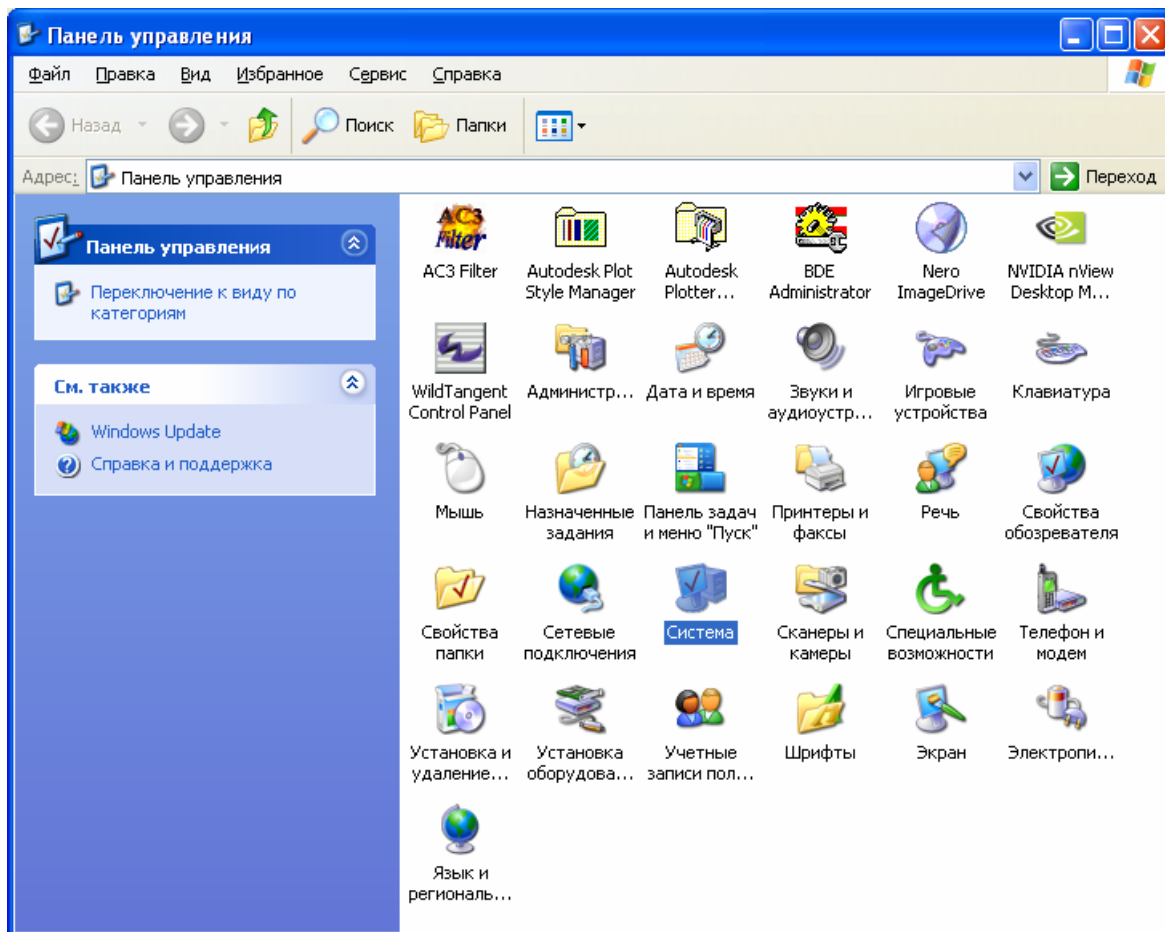 Панель управления
Файл Правка Вид Избранное Сервис Справка
Назад Поиск Папки
Адрес: Панель управления Переход
Панель управления
Переключение к виду по
категориям
См. также
Windows Update
Справка и поддержка
AC3 Filter
AC3 Filter
Autodesk Plot
Style Manager
Autodesk
Plotter...
BDE
Administrator
Nero
ImageDrive
NVIDIA nView
Desktop M...
WildTangent
Control Panel
Администр...
Дата и время
Звуки и
аудиоустр...
Игровые
устройства
Клавиатура
Мышь
Назначенные
задания
Панель задач
и меню "Пуск"
Принтеры и
факсы
Речь
Свойства
обозревателя
Свойства
папки
Сетевые
подключения
Система
Сканеры и
камеры
Специальные
возможности
Телефон и
модем
Установка и
удаление...
Установка
оборудова...
Учетные
записи пол...
Шрифты
Экран
Электропи...
Язык и
региональ...